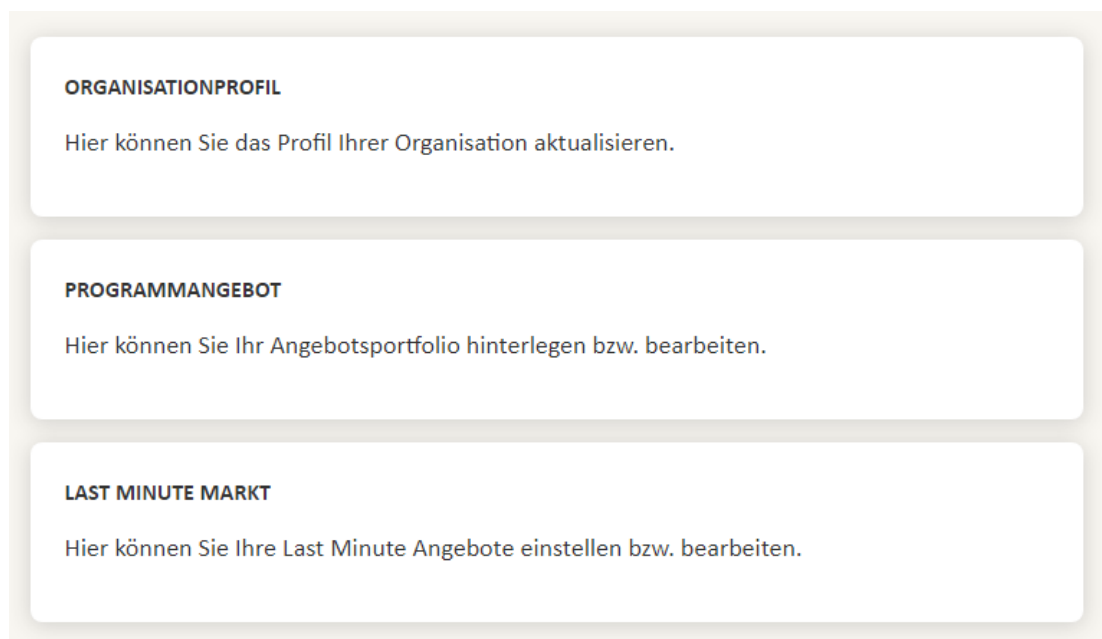 ORGANISATIONPROFIL
Hier können Sie das Profil Ihrer Organisation aktualisieren.
PROGRAMMANGEBOT
Hier können Sie Ihr Angebotsportfolio hinterlegen bzw. bearbeiten.
LAST MINUTE MARKT
Hier können Sie Ihre Last Minute Angebote einstellen bzw. bearbeiten.